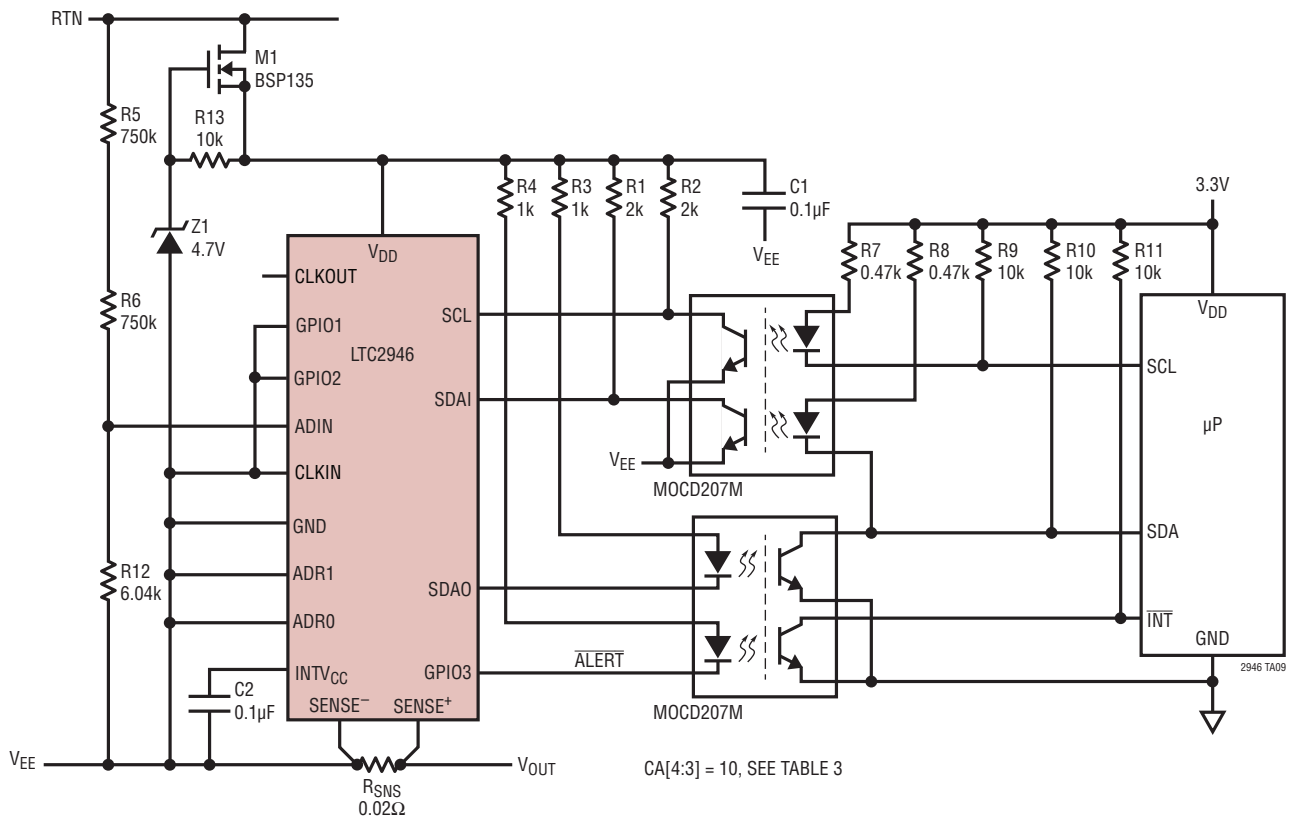 RTN
M1
BSP135
R5
750k
R13
10k
R4
1k
R3
1k
R1
2k
R2
2k
C1
0.1µF
V_EE
3.3V
Z1
4.7V
R7
0.47k
R8
0.47k
R9
10k
R10
10k
R11
10k
V_DD
CLKOUT
GPIO1
GPIO2
ADIN
CLKIN
GND
ADR1
ADR0
INTV_CC
SENSE⁻
SENSE⁺
LTC2946
SCL
SDAI
SDAO
GPIO3
R6
750k
R12
6.04k
C2
0.1µF
V_EE
MOCD207M
ALERT
MOCD207M
V_DD
SCL
µP
SDA
INT
GND
2946 TA09
V_EE
R_SNS
0.02Ω
V_OUT
CA[4:3] = 10, SEE TABLE 3